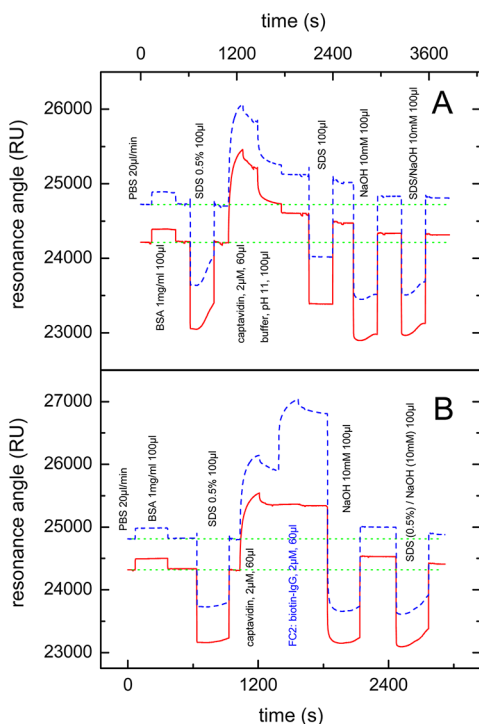 time (s)
0 1200 2400 3600
A
26000
25000
24000
23000
resonance angle (RU)
PBS 20µl/min
BSA 1mg/ml 100µl
SDS 0.5% 100µl
captavidin, 2µM, 60µl
buffer, pH 11, 100µl
SDS 100µl
NaOH 10mM 100µl
SDS/NaOH 10mM 100µl
B
27000
26000
25000
24000
23000
resonance angle (RU)
PBS 20µl/min
BSA 1mg/ml 100µl
SDS 0.5% 100µl
captavidin, 2µM, 60µl
FC2: biotin-IgG, 2µM, 60µl
NaOH 10mM 100µl
SDS (0.5%) / NaOH (10mM) 100µl
0 1200 2400
time (s)